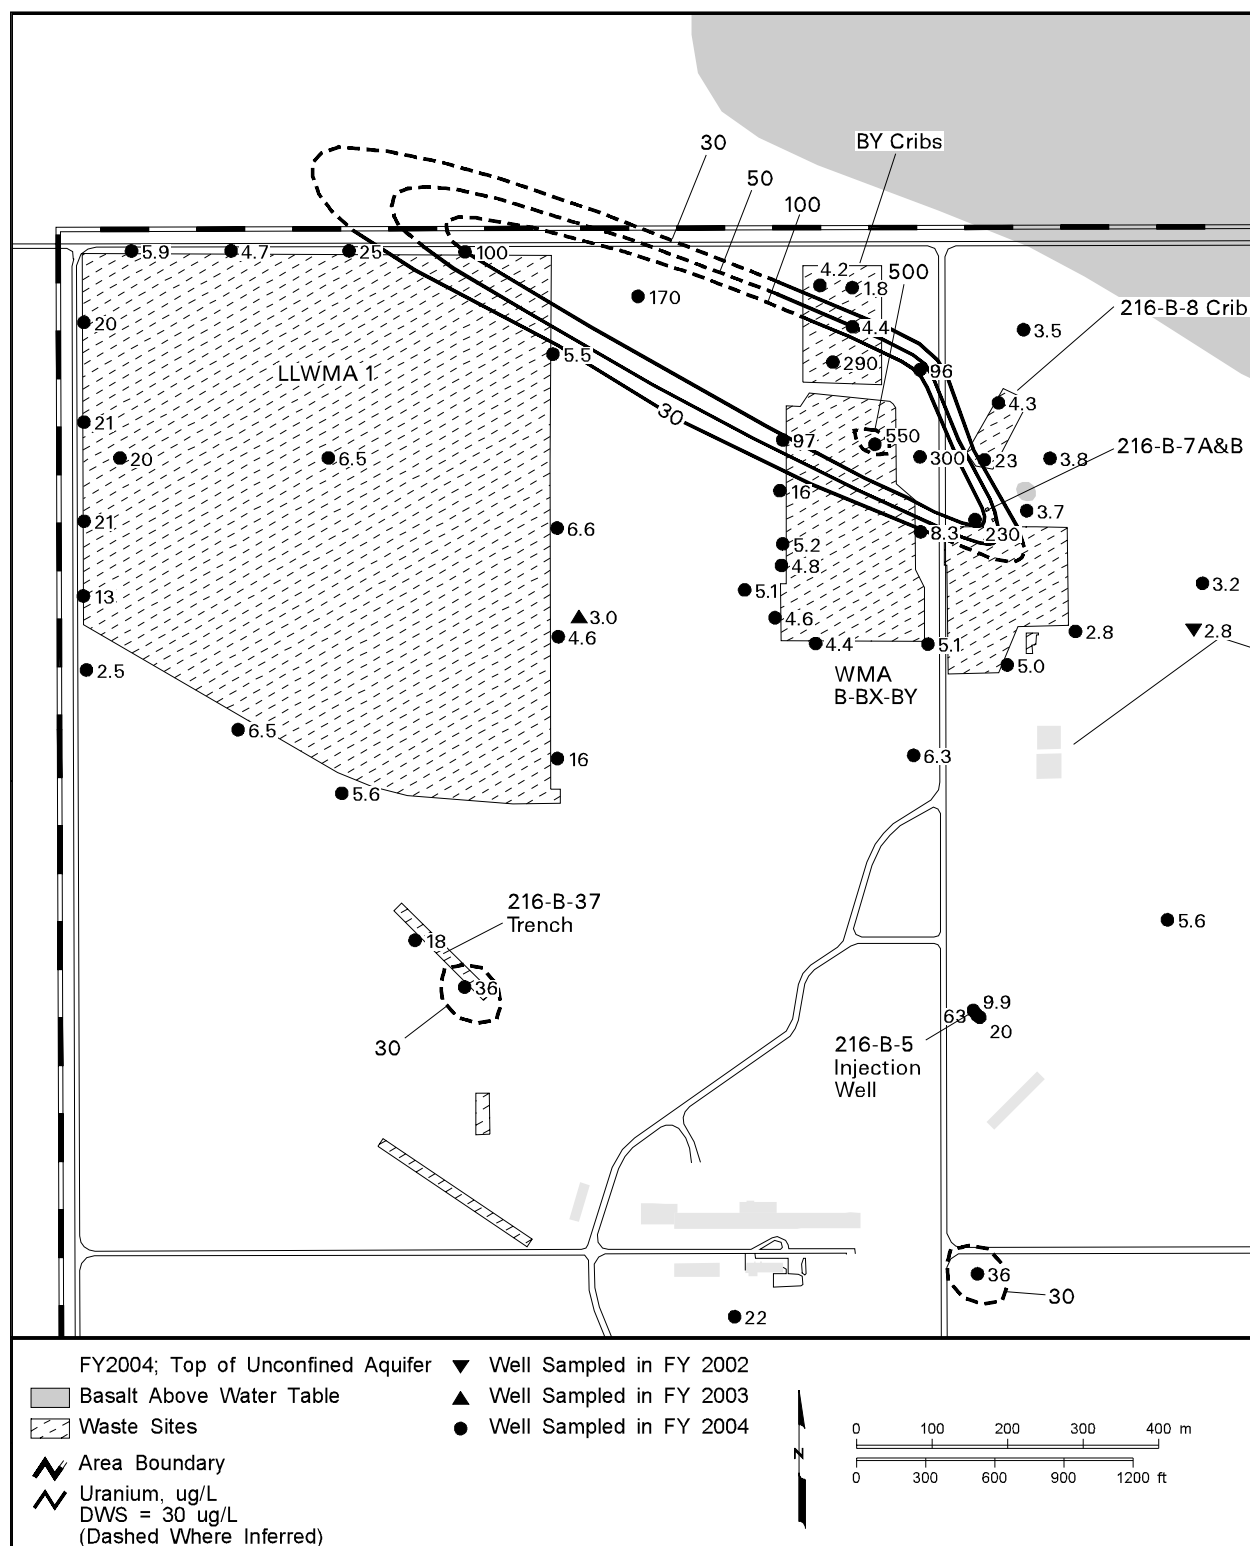 30
BY Cribs
50
100
5.9
4.7
25
100
4.2
500
1.8
170
216-B-8 Crib
20
4.4
3.5
5.5
290
96
LLWMA 1
4.3
30
21
97
550
216-B-7A&B
20
6.5
300
23
3.8
16
3.7
21
6.6
8.3
230
5.2
4.8
5.1
3.2
13
3.0
4.6
4.6
2.8
2.8
4.4
5.1
5.0
2.5
WMA
B-BX-BY
6.5
16
6.3
5.6
216-B-37
Trench
5.6
18
36
9.9
63
20
30
216-B-5
Injection
Well
36
30
22
FY2004; Top of Unconfined Aquifer
Basalt Above Water Table
Waste Sites
Area Boundary
Uranium, ug/L
DWS = 30 ug/L
(Dashed Where Inferred)
Well Sampled in FY 2002
Well Sampled in FY 2003
Well Sampled in FY 2004
N
0 100 200 300 400 m
0 300 600 900 1200 ft